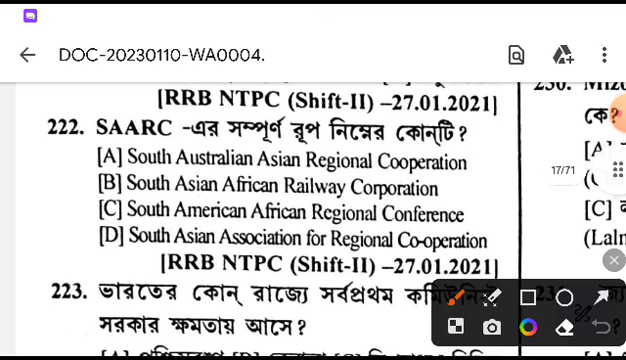 DOC-20230110-WA0004.
[RRB NTPC (Shift-II) –27.01.2021]
222. SAARC -এর সম্পূর্ণ রূপ নিম্নের কোন্‌টি?
[A] South Australian Asian Regional Cooperation
[B] South Asian African Railway Corporation
[C] South American African Regional Conference
[D] South Asian Association for Regional Co-operation
[RRB NTPC (Shift-II) –27.01.2021]
223. ভারতের কোন্ রাজ্যে সর্বপ্রথম
সরকার ক্ষমতায় আসে?
230.
কে?
[A]
17/71
[C]
(Laln